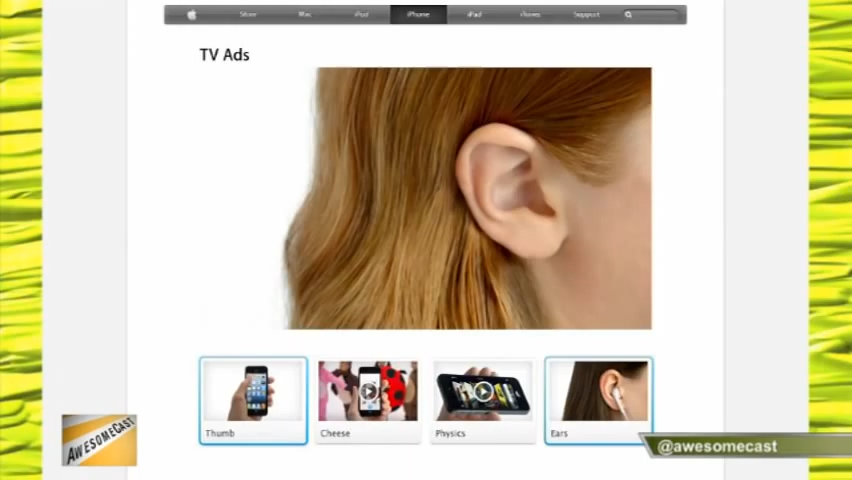 Store Mac iPod iPhone iPad iTunes Support
TV Ads
Thumb Cheese Physics Ears
AWESOMECAST
@awesomecast